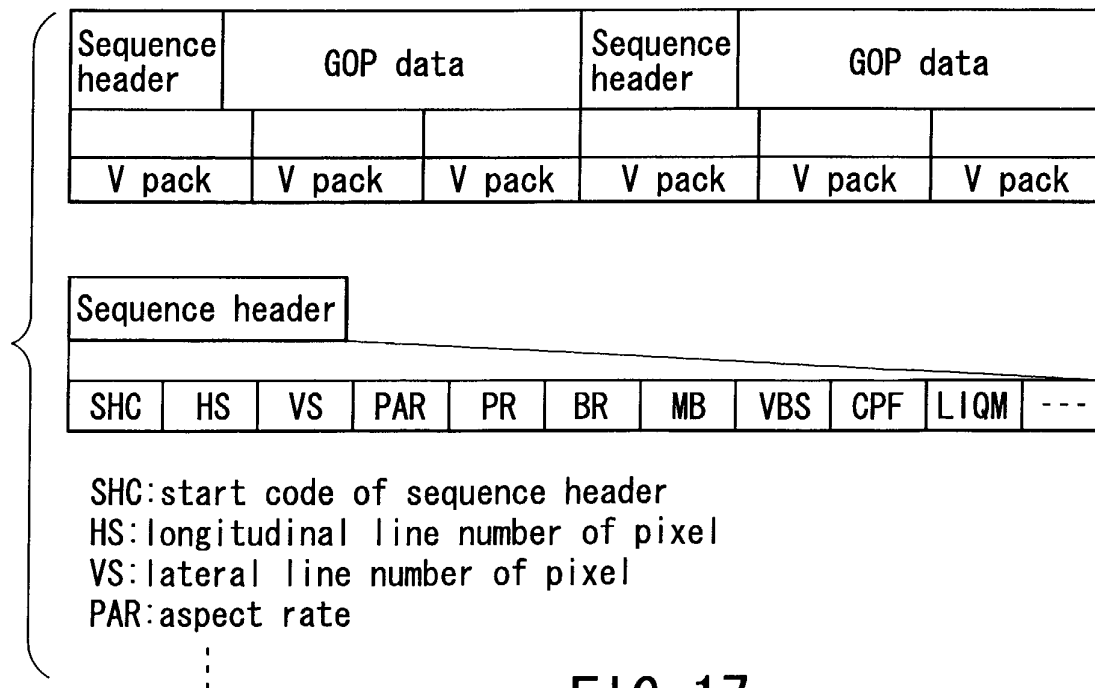 Sequence header GOP data Sequence header GOP data
V pack V pack V pack V pack V pack V pack
Sequence header
SHC HS VS PAR PR BR MB VBS CPF LIQM ---
SHC:start code of sequence header
HS:longitudinal line number of pixel
VS:lateral line number of pixel
PAR:aspect rate